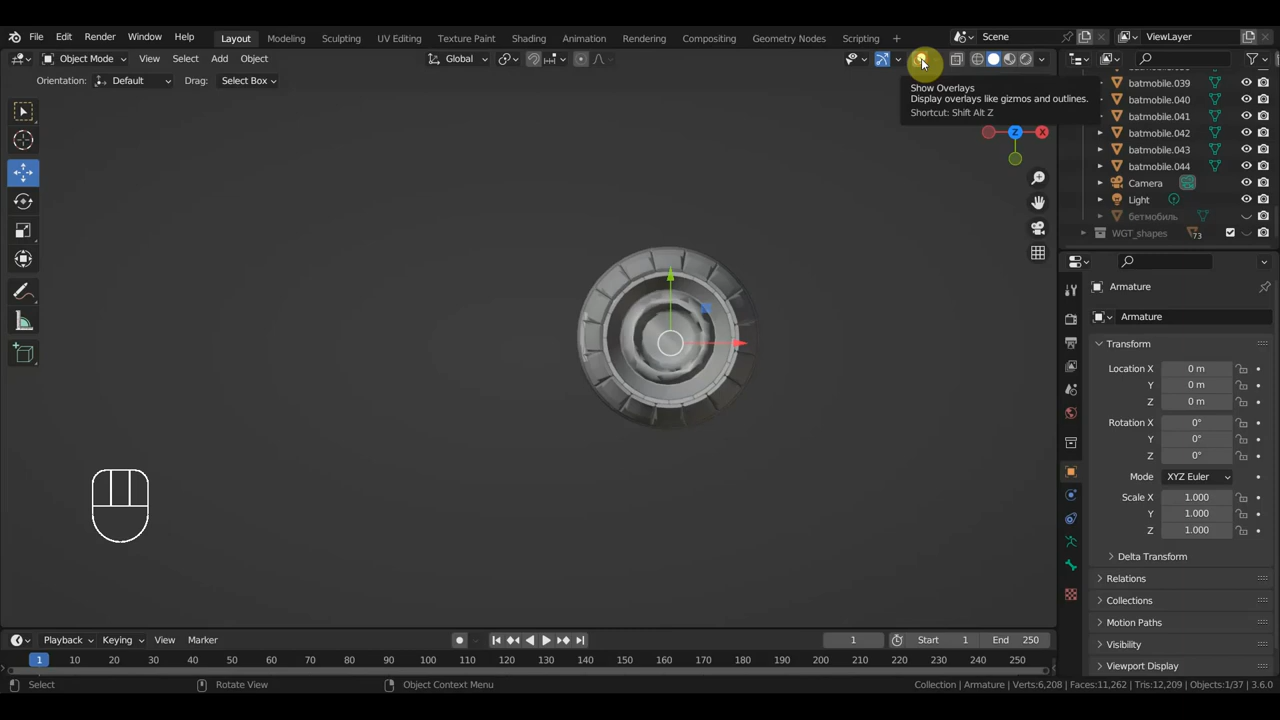 File Edit Render Window Help Layout Modeling Sculpting UV Editing Texture Paint Shading Animation Rendering Compositing Geometry Nodes Scripting + Scene ViewLayer
Object Mode View Select Add Object Global
Orientation: Default Drag: Select Box
Show Overlays
Display overlays like gizmos and outlines.
Shortcut: Shift Alt Z
Z X
batmobile.039
batmobile.040
batmobile.041
batmobile.042
batmobile.043
batmobile.044
Camera
Light
бетмобиль
WGT_shapes 73
Armature
Armature
Transform
Location X 0 m
Y 0 m
Z 0 m
Rotation X 0°
Y 0°
Z 0°
Mode XYZ Euler
Scale X 1.000
Y 1.000
Z 1.000
Delta Transform
Relations
Collections
Motion Paths
Visibility
Viewport Display
Playback Keying View Marker 1 Start 1 End 250
1 10 20 30 40 50 60 70 80 90 100 110 120 130 140 150 160 170 180 190 200 210 220 230 240 250
Select Rotate View Object Context Menu Collection | Armature | Verts:6,208 | Faces:11,262 | Tris:12,209 | Objects:1/37 | 3.6.0